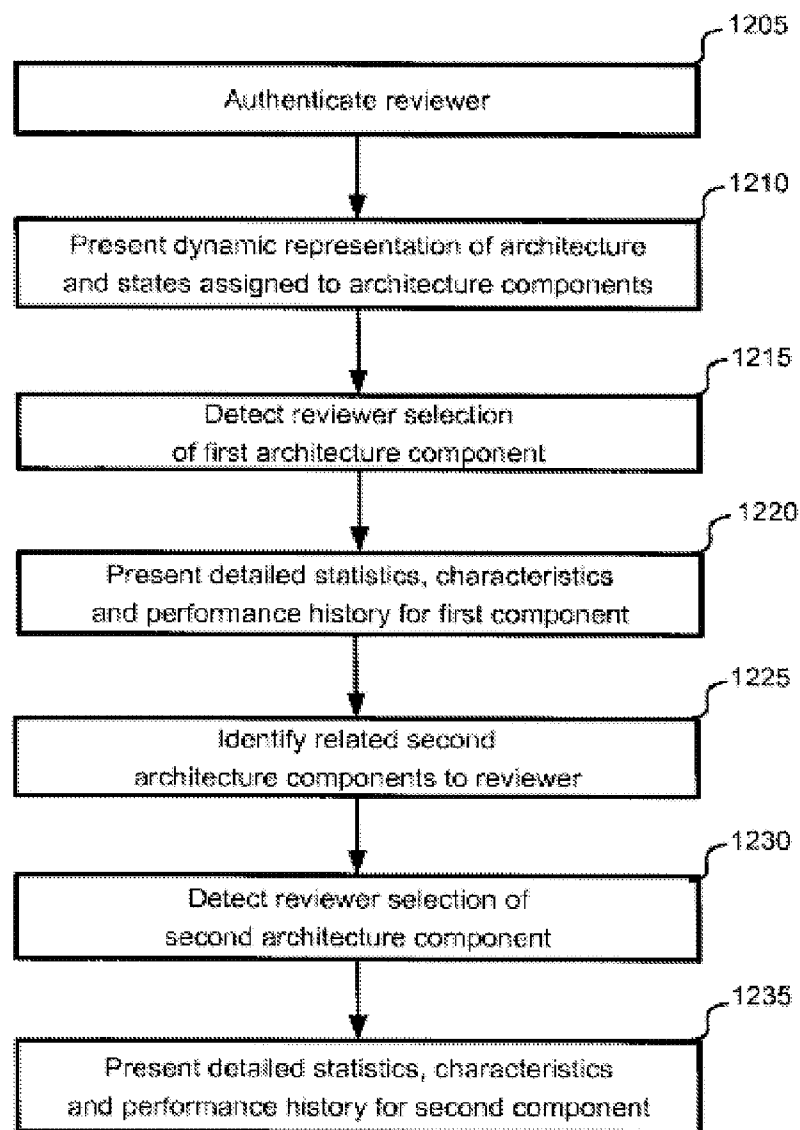 1205
Authenticate reviewer
1210
Present dynamic representation of architecture
and states assigned to architecture components
1215
Detect reviewer selection
of first architecture component
1220
Present detailed statistics, characteristics
and performance history for first component
1225
Identify related second
architecture components to reviewer
1230
Detect reviewer selection of
second architecture component
1235
Present detailed statistics, characteristics
and performance history for second component